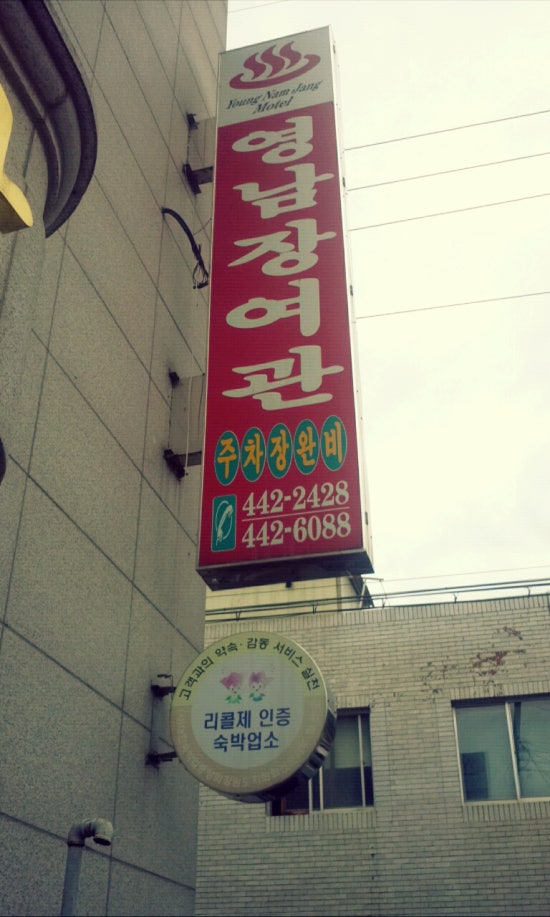 Young Nam Jang
Motel
영남장여관
주차장완비
442-2428
442-6088
고객과의 약속·감동 서비스 실천
리콜제 인증
숙박업소